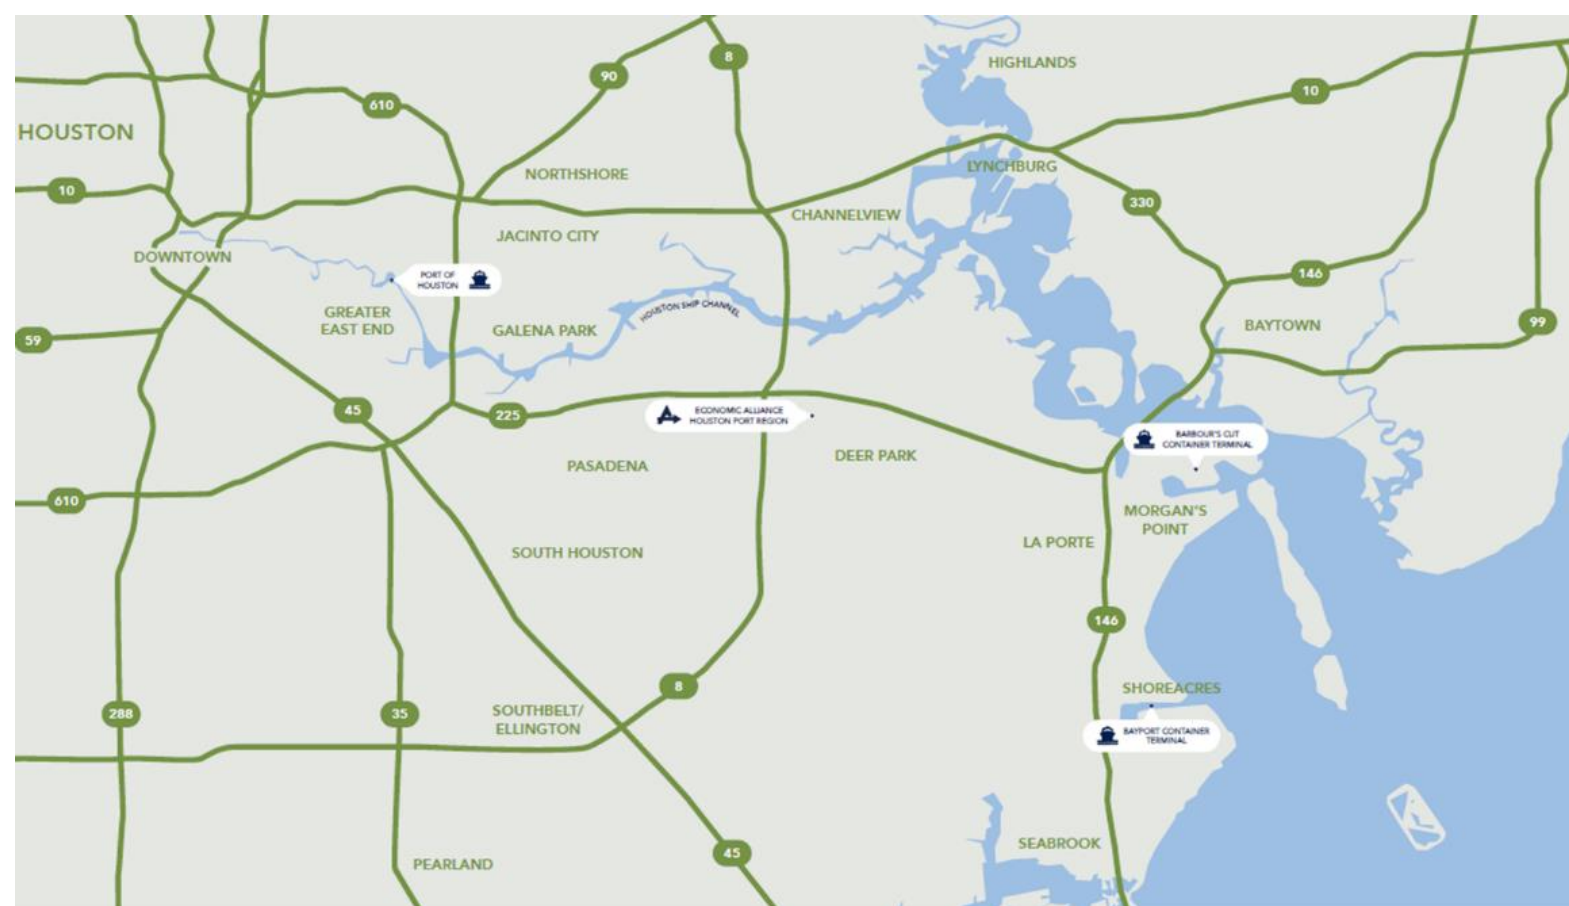 HIGHLANDS
8
90
10
610
HOUSTON
LYNCHBURG
NORTHSHORE
10
330
CHANNELVIEW
JACINTO CITY
DOWNTOWN
146
PORT OF
HOUSTON
HOUSTON SHIP CHANNEL
GREATER
EAST END
GALENA PARK
BAYTOWN
99
59
45
225
ECONOMIC ALLIANCE
HOUSTON PORT REGION
BARBOUR'S CUT
CONTAINER TERMINAL
DEER PARK
PASADENA
610
MORGAN'S
POINT
LA PORTE
SOUTH HOUSTON
146
8
SHOREACRES
288
35
SOUTHBELT/
ELLINGTON
BAYPORT CONTAINER
TERMINAL
SEABROOK
45
PEARLAND